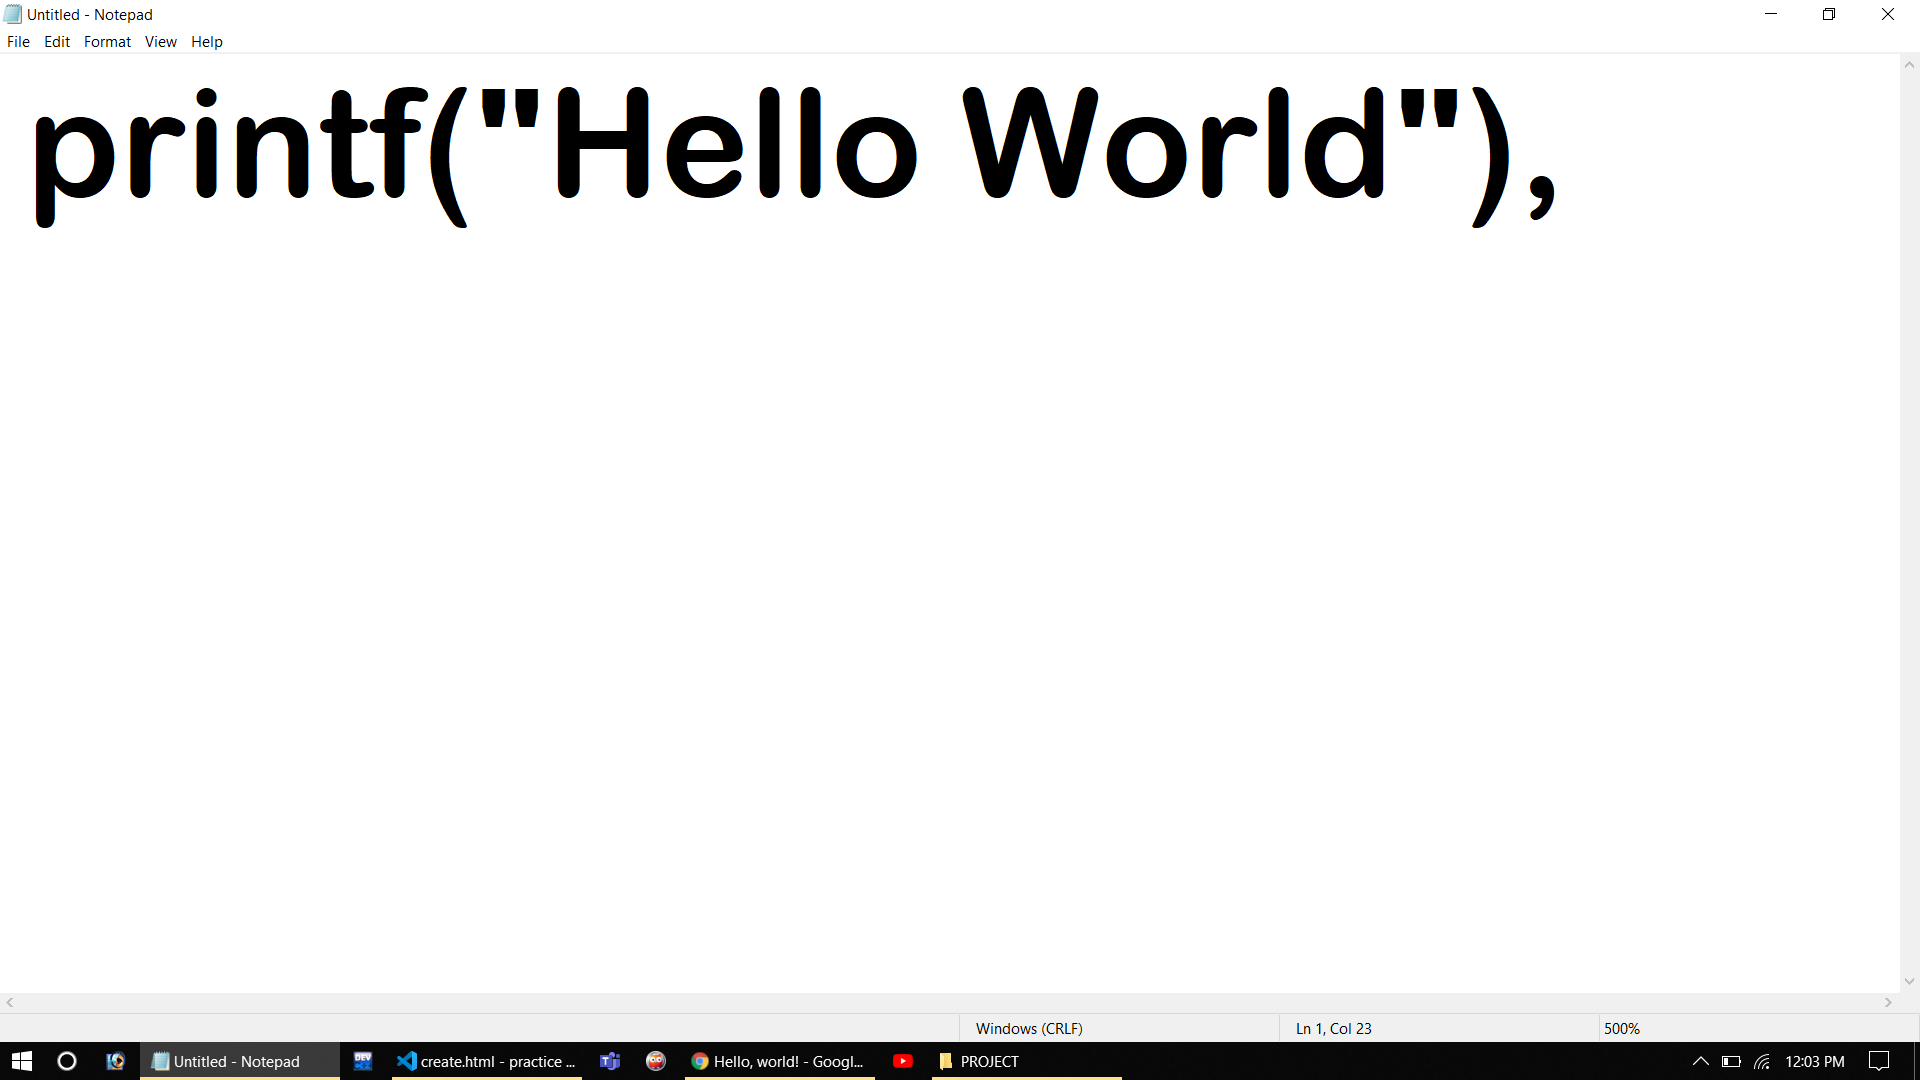 Untitled - Notepad
File Edit Format View Help
printf("Hello World"),
Windows (CRLF) Ln 1, Col 23 500%
DEV Untitled - Notepad create.html - practice ... Hello, world! - Googl... PROJECT 12:03 PM